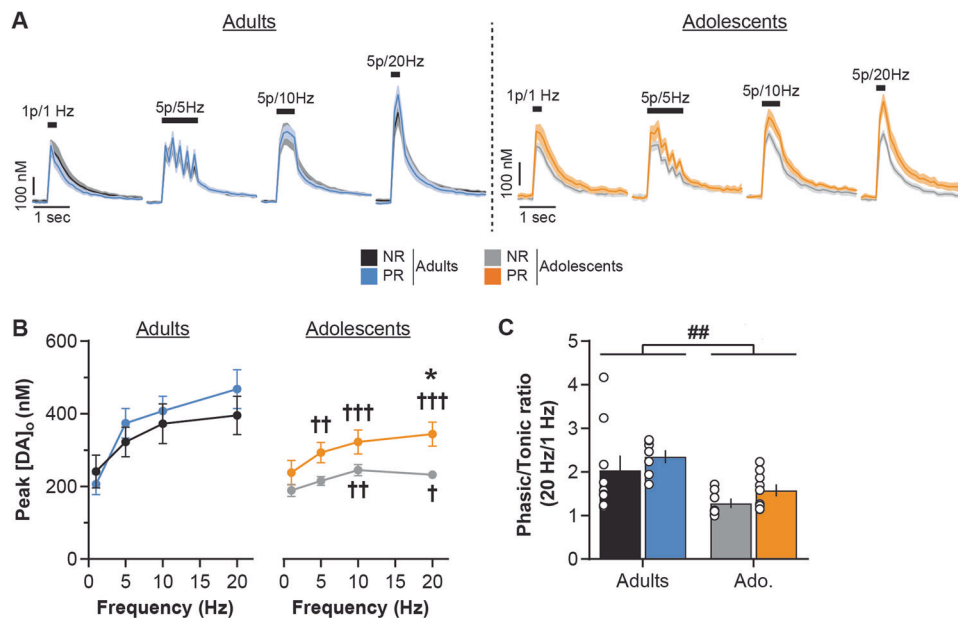 A
Adults
Adolescents
1p/1 Hz
5p/5Hz
5p/10Hz
5p/20Hz
1p/1 Hz
5p/5Hz
5p/10Hz
5p/20Hz
100 nM
1 sec
100 nM
1 sec
NR
PR
Adults
NR
PR
Adolescents
B
Adults
Adolescents
Peak [DA]o (nM)
600
400
200
0
††
†††
*
†††
††
†
0 5 10 15 20
0 5 10 15 20
Frequency (Hz)
Frequency (Hz)
C
Phasic/Tonic ratio
(20 Hz/1 Hz)
5
4
3
2
1
0
##
Adults
Ado.